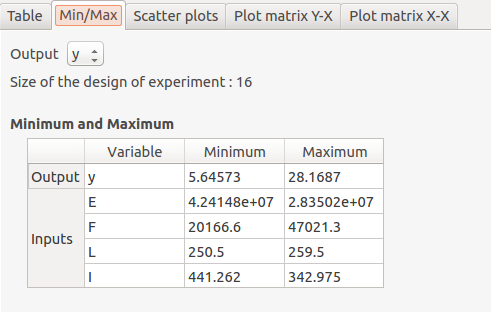 Table Min/Max Scatter plots Plot matrix Y-X Plot matrix X-X
Output y
Size of the design of experiment : 16
Minimum and Maximum
Variable Minimum Maximum
Output y 5.64573 28.1687
E 4.24148e+07 2.83502e+07
F 20166.6 47021.3
Inputs
L 250.5 259.5
I 441.262 342.975